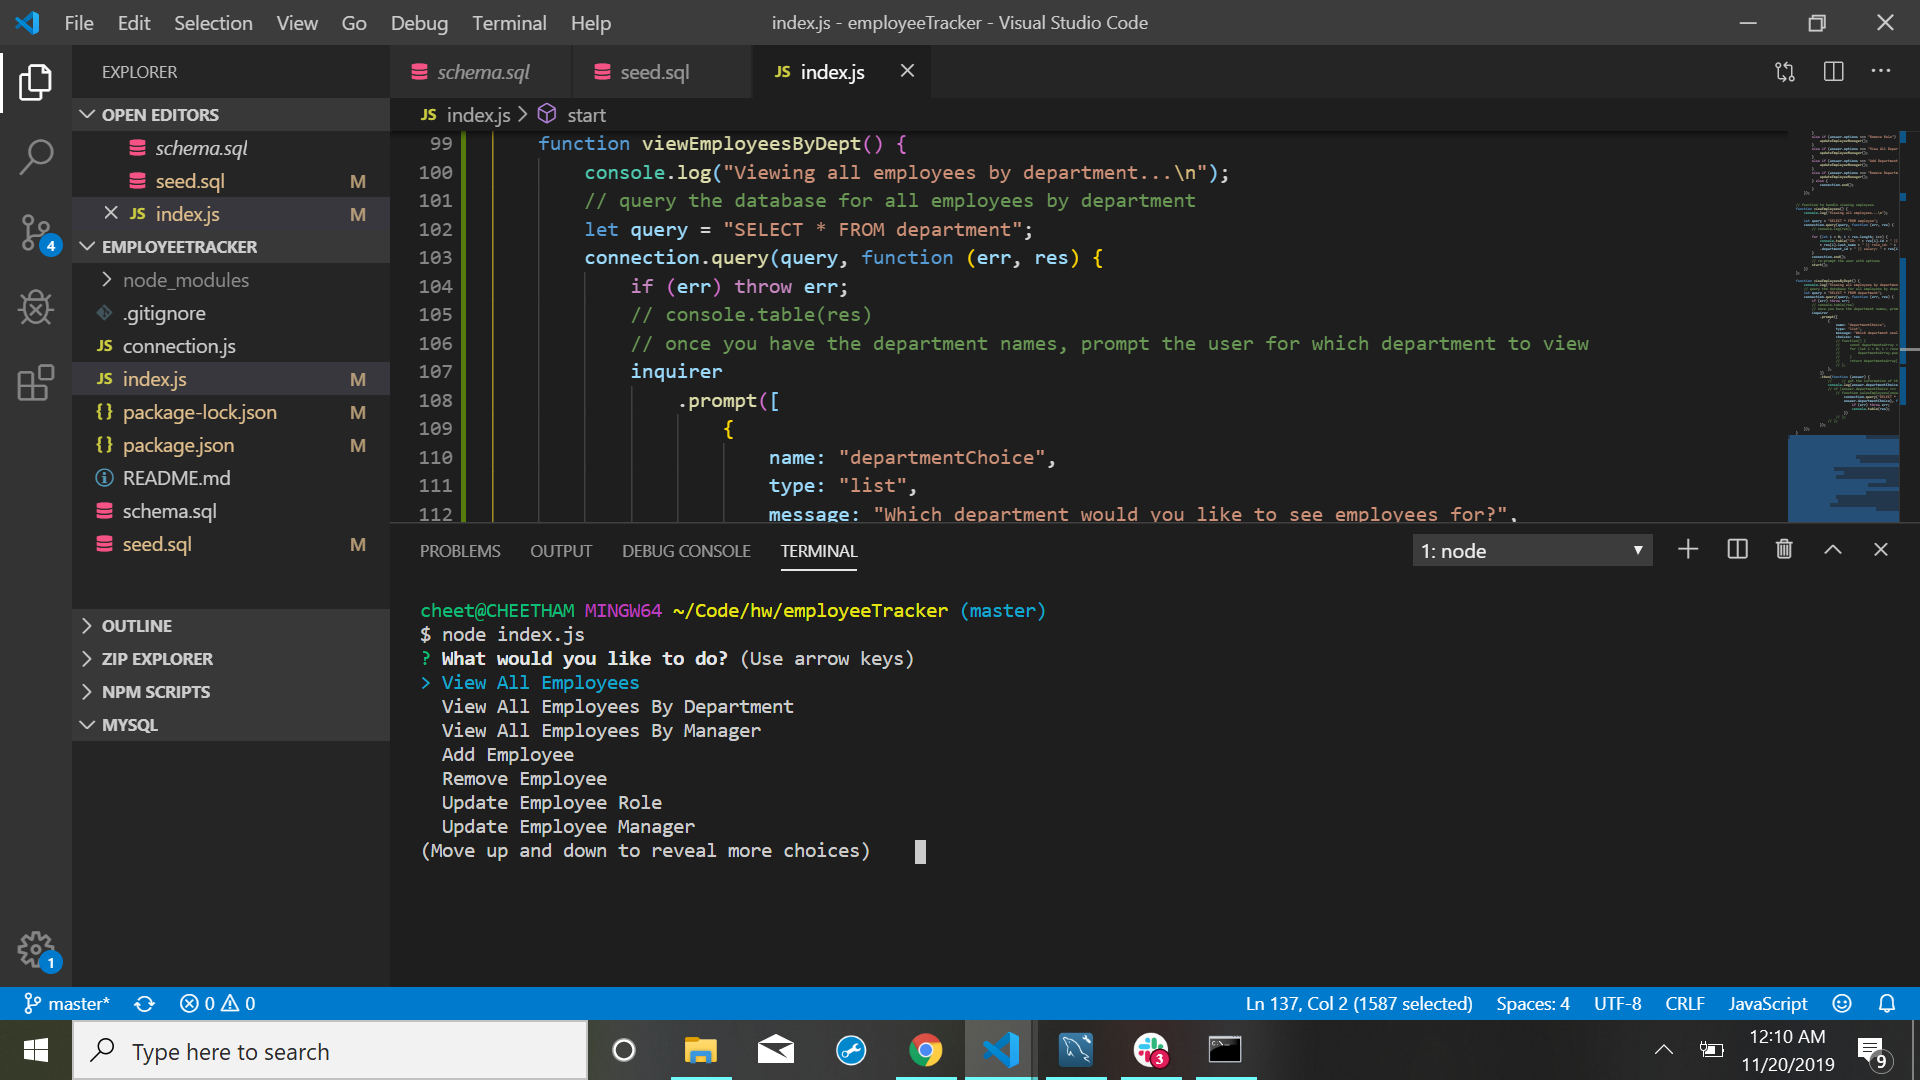 File Edit Selection View Go Debug Terminal Help
index.js - employeeTracker - Visual Studio Code
EXPLORER
OPEN EDITORS
schema.sql
seed.sql M
JS index.js M
EMPLOYEETRACKER
node_modules
.gitignore
JS connection.js
JS index.js M
{} package-lock.json M
{} package.json M
README.md
schema.sql
seed.sql M
OUTLINE
ZIP EXPLORER
NPM SCRIPTS
MYSQL
4
1
schema.sql seed.sql JS index.js
JS index.js > start
99 function viewEmployeesByDept() {
100 console.log("Viewing all employees by department...\n");
101 // query the database for all employees by department
102 let query = "SELECT * FROM department";
103 connection.query(query, function (err, res) {
104 if (err) throw err;
105 // console.table(res)
106 // once you have the department names, prompt the user for which department to view
107 inquirer
108 .prompt([
109 {
110 name: "departmentChoice",
111 type: "list",
112 message: "Which department would you like to see employees for?",
PROBLEMS OUTPUT DEBUG CONSOLE TERMINAL
1: node
cheet@CHEETHAM MINGW64 ~/Code/hw/employeeTracker (master)
$ node index.js
? What would you like to do? (Use arrow keys)
> View All Employees
View All Employees By Department
View All Employees By Manager
Add Employee
Remove Employee
Update Employee Role
Update Employee Manager
(Move up and down to reveal more choices)
master* 0 0
Ln 137, Col 2 (1587 selected) Spaces: 4 UTF-8 CRLF JavaScript
Type here to search
3
12:10 AM
11/20/2019
9